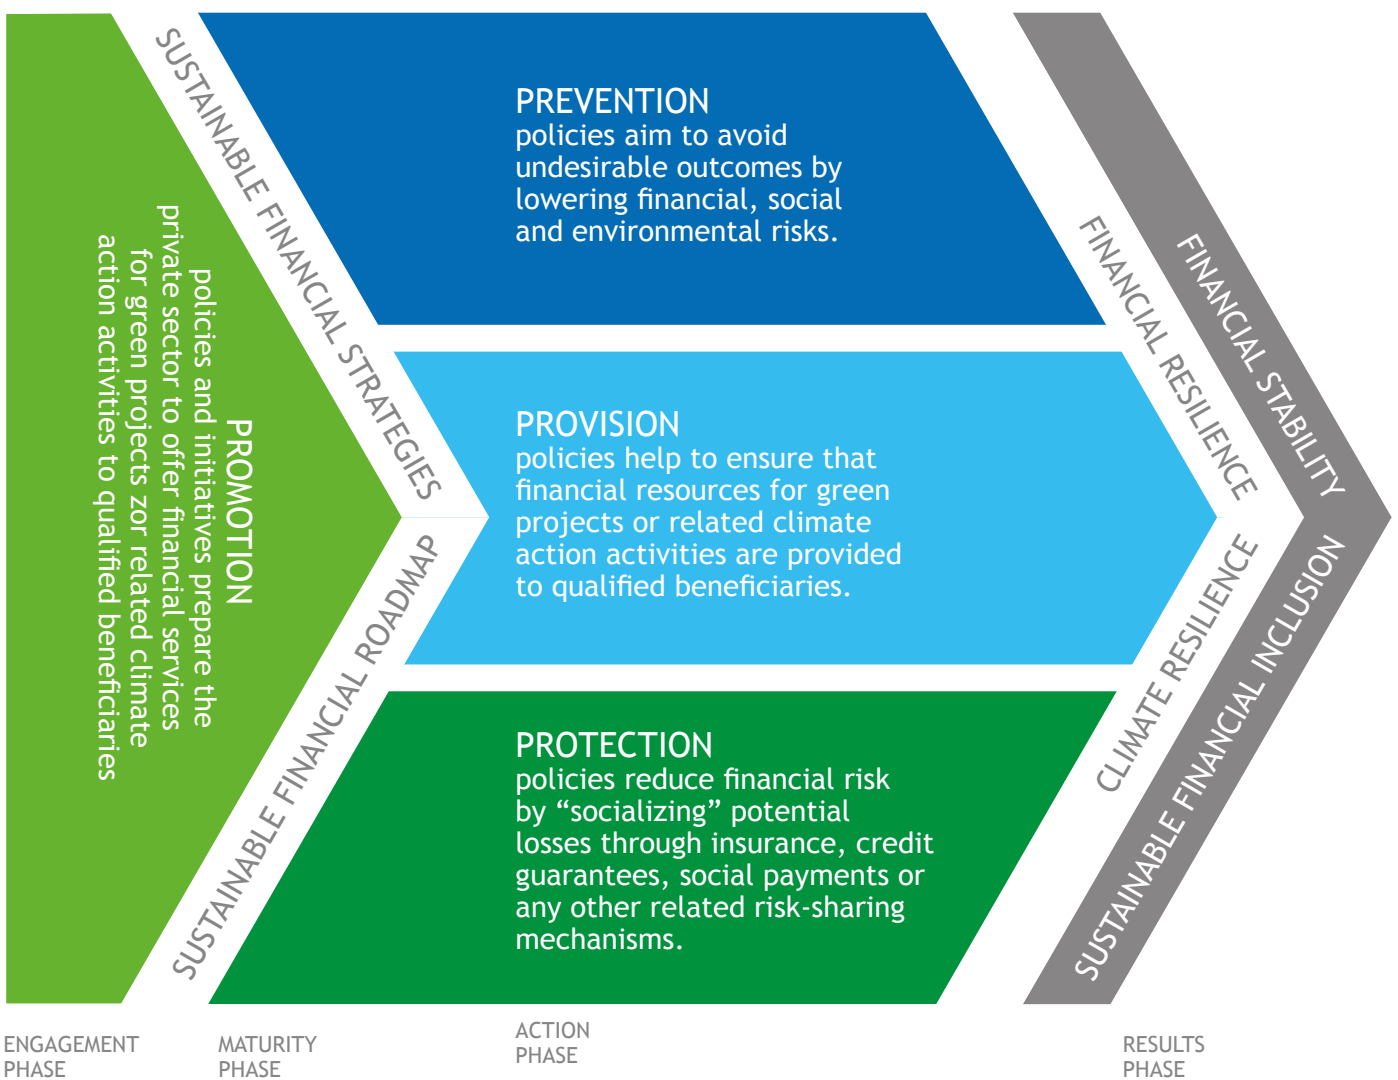 PROMOTION
policies and initiatives prepare the
private sector to offer financial services
for green projects zor related climate
action activities to qualified beneficiaries
SUSTAINABLE FINANCIAL STRATEGIES
SUSTAINABLE FINANCIAL ROADMAP
PREVENTION
policies aim to avoid
undesirable outcomes by
lowering financial, social
and environmental risks.
PROVISION
policies help to ensure that
financial resources for green
projects or related climate
action activities are provided
to qualified beneficiaries.
PROTECTION
policies reduce financial risk
by “socializing” potential
losses through insurance, credit
guarantees, social payments or
any other related risk-sharing
mechanisms.
FINANCIAL RESILIENCE
CLIMATE RESILIENCE
FINANCIAL STABILITY
SUSTAINABLE FINANCIAL INCLUSION
ENGAGEMENT
PHASE
MATURITY
PHASE
ACTION
PHASE
RESULTS
PHASE